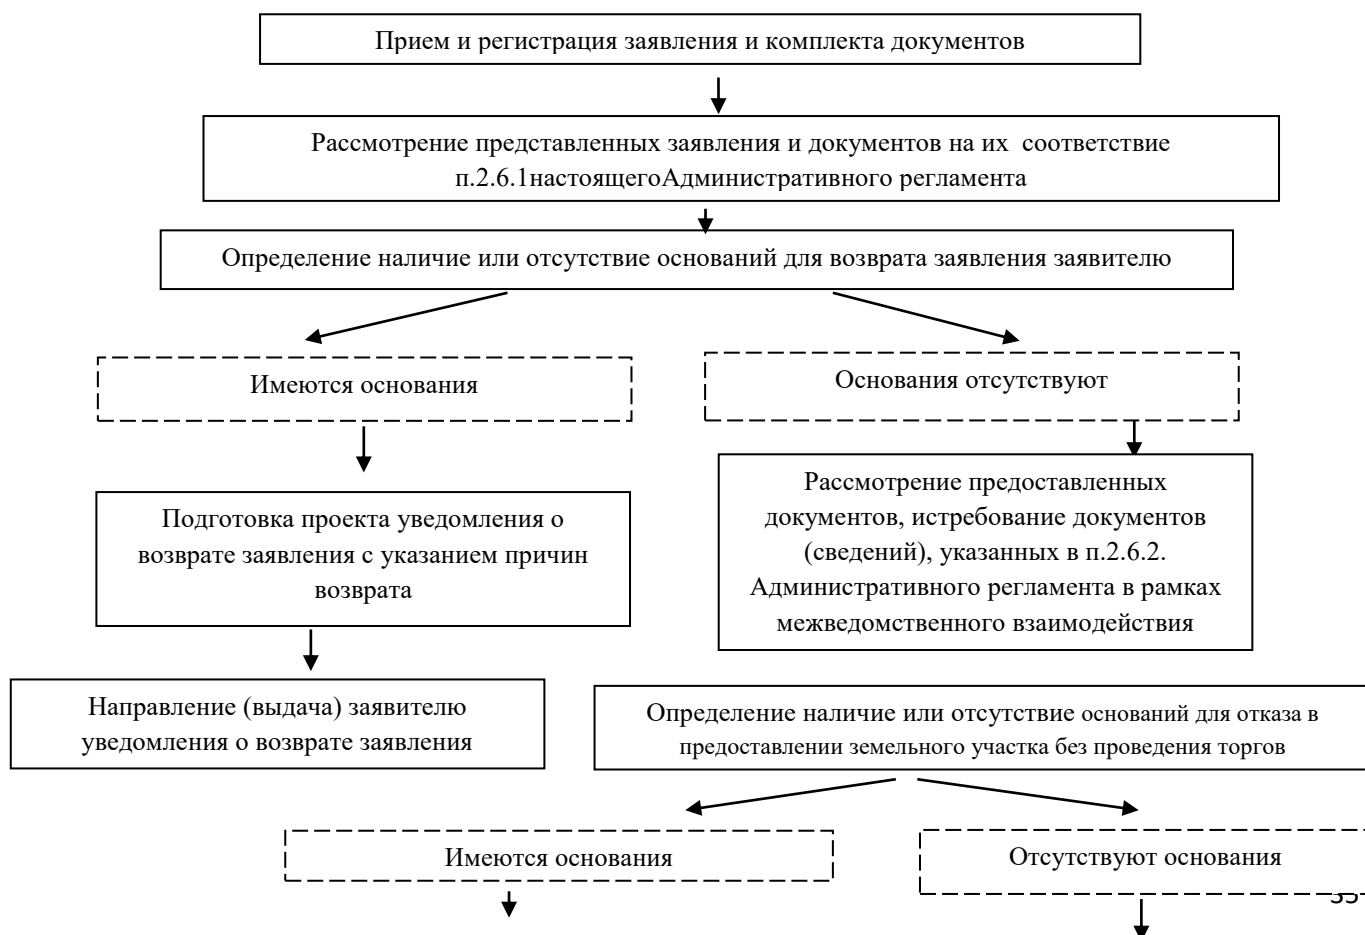 Прием и регистрация заявления и комплекта документов
Рассмотрение представленных заявления и документов на их соответствие
п.2.6.1настоящегоАдминистративного регламента
Определение наличие или отсутствие оснований для возврата заявления заявителю
Имеются основания
Основания отсутствуют
Подготовка проекта уведомления о
возврате заявления с указанием причин
возврата
Рассмотрение предоставленных
документов, истребование документов
(сведений), указанных в п.2.6.2.
Административного регламента в рамках
межведомственного взаимодействия
Направление (выдача) заявителю
уведомления о возврате заявления
Определение наличие или отсутствие оснований для отказа в
предоставлении земельного участка без проведения торгов
Имеются основания
Отсутствуют основания